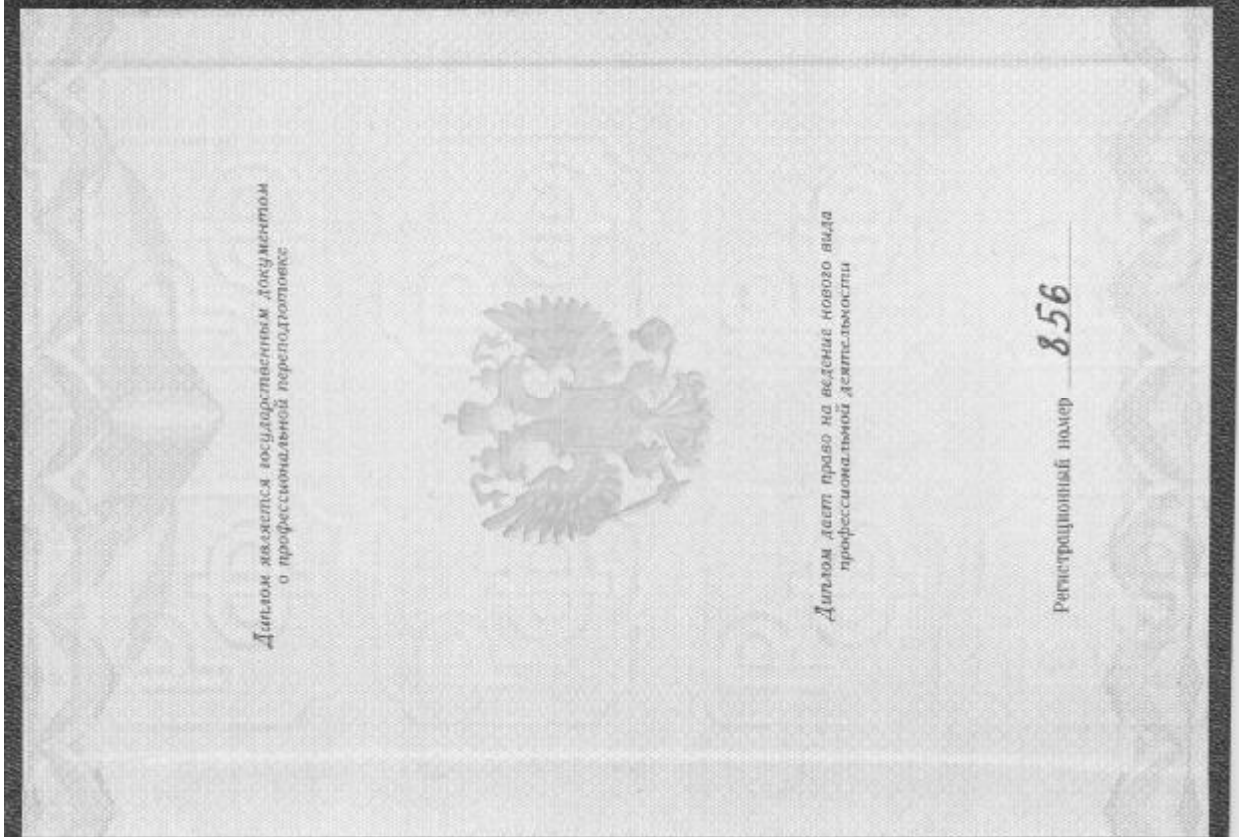 Диплом является государственным документом
о профессиональной переподготовке
Диплом дает право на ведение нового вида
профессиональной деятельности
Регистрационный номер 856